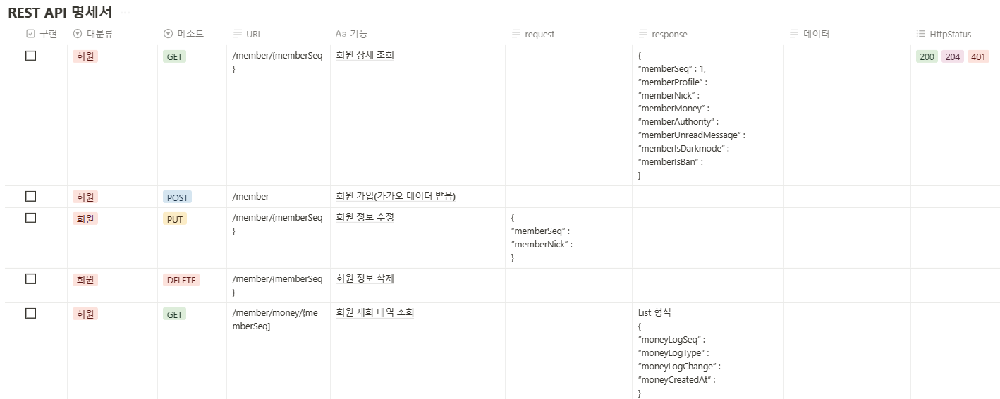 REST API 명세서
구현 대분류 메소드 URL Aa 기능 request response 데이터 HttpStatus
회원 GET /member/{memberSeq 회원 상세 조회 { 200 204 401
} “memberSeq” : 1,
“memberProfile” :
“memberNick” :
“memberMoney” :
“memberAuthority” :
“memberUnreadMessage” :
“memberIsDarkmode” :
“memberIsBan” :
}
회원 POST /member 회원 가입(카카오 데이터 받음)
회원 PUT /member/{memberSeq 회원 정보 수정 {
} “memberSeq” :
“memberNick” :
}
회원 DELETE /member/{memberSeq 회원 정보 삭제
}
회원 GET /member/money/{me 회원 재화 내역 조회 List 형식
mberSeq] {
“moneyLogSeq” :
“moneyLogType” :
“moneyLogChange” :
“moneyCreatedAt” :
}